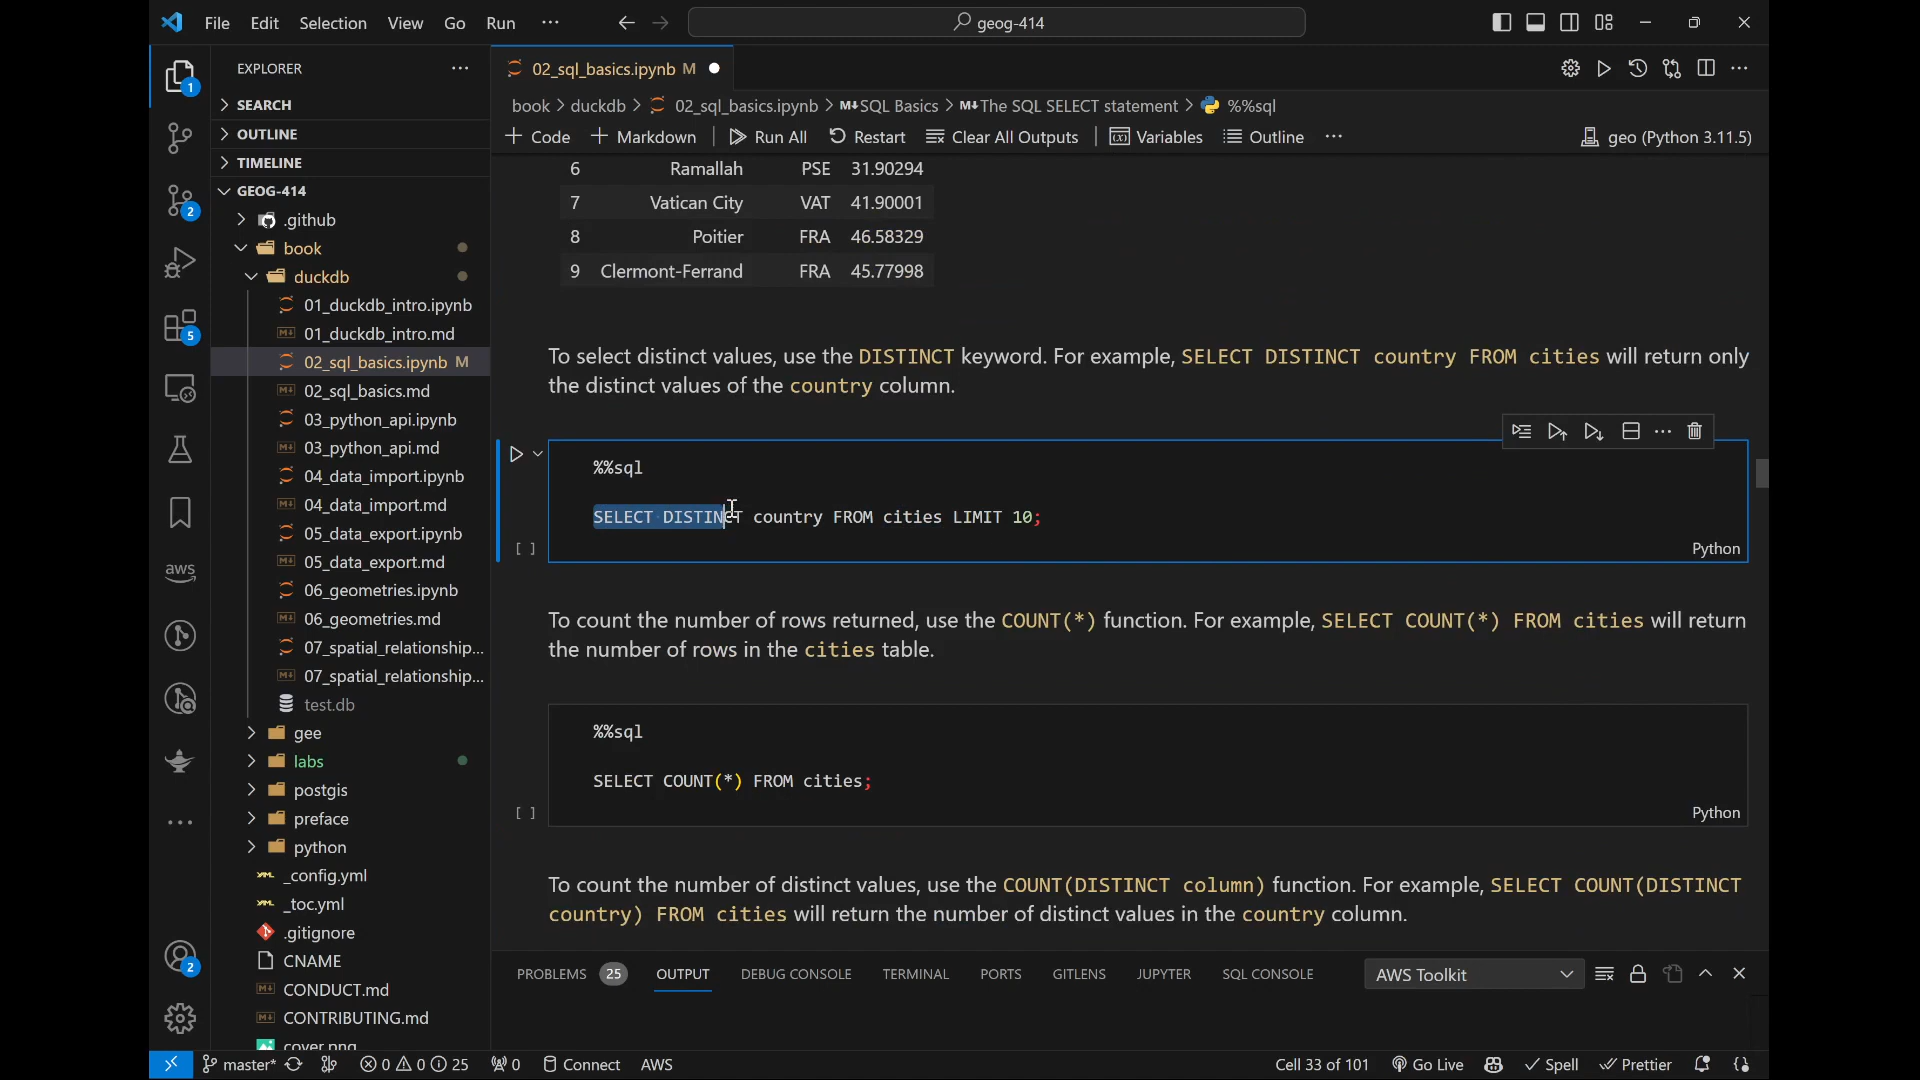 File Edit Selection View Go Run ...
geog-414
EXPLORER
SEARCH
OUTLINE
TIMELINE
GEOG-414
.github
book
duckdb
01_duckdb_intro.ipynb
01_duckdb_intro.md
02_sql_basics.ipynb M
02_sql_basics.md
03_python_api.ipynb
03_python_api.md
04_data_import.ipynb
04_data_import.md
05_data_export.ipynb
05_data_export.md
06_geometries.ipynb
06_geometries.md
07_spatial_relationship...
07_spatial_relationship...
test.db
gee
labs
postgis
preface
python
_config.yml
_toc.yml
.gitignore
CNAME
CONDUCT.md
CONTRIBUTING.md
cover.png
1
2
5
aws
2
02_sql_basics.ipynb M
book > duckdb > 02_sql_basics.ipynb > M↓SQL Basics > M↓The SQL SELECT statement > %%sql
+ Code + Markdown Run All Restart Clear All Outputs Variables Outline ... geo (Python 3.11.5)
6 Ramallah PSE 31.90294
7 Vatican City VAT 41.90001
8 Poitier FRA 46.58329
9 Clermont-Ferrand FRA 45.77998
To select distinct values, use the DISTINCT keyword. For example, SELECT DISTINCT country FROM cities will return only
the distinct values of the country column.
%%sql
SELECT DISTINCT country FROM cities LIMIT 10;
[ ] Python
To count the number of rows returned, use the COUNT(*) function. For example, SELECT COUNT(*) FROM cities will return
the number of rows in the cities table.
%%sql
SELECT COUNT(*) FROM cities;
[ ] Python
To count the number of distinct values, use the COUNT(DISTINCT column) function. For example, SELECT COUNT(DISTINCT
country) FROM cities will return the number of distinct values in the country column.
PROBLEMS 25 OUTPUT DEBUG CONSOLE TERMINAL PORTS GITLENS JUPYTER SQL CONSOLE AWS Toolkit
master* 0 0 25 0 Connect AWS Cell 33 of 101 Go Live Spell Prettier